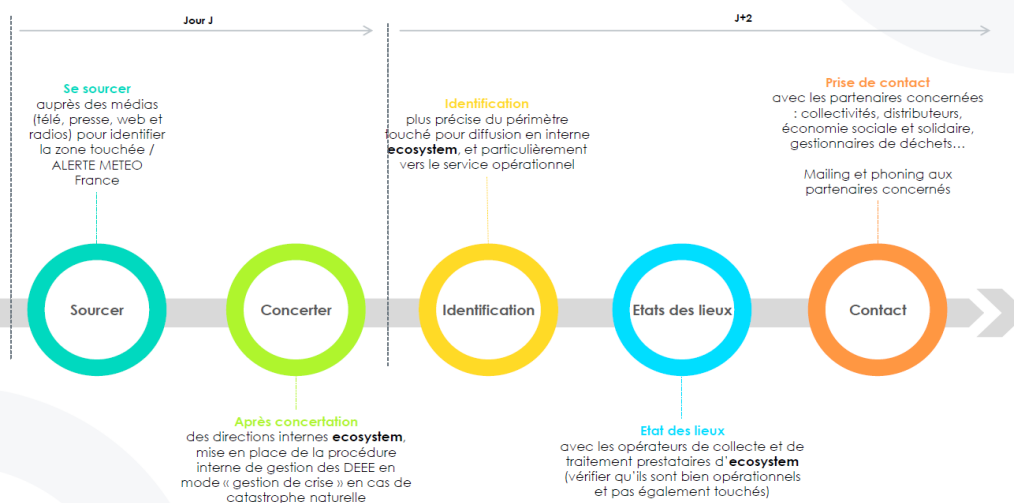 Jour J
J+2
Se sourcer
auprès des médias
(télé, presse, web et
radios) pour identifier
la zone touchée /
ALERTE METEO
France
Identification
plus précise du périmètre
touché pour diffusion en interne
ecosystem, et particulièrement
vers le service opérationnel
Prise de contact
avec les partenaires concernées
: collectivités, distributeurs,
économie sociale et solidaire,
gestionnaires de déchets…
Mailing et phoning aux
partenaires concernés
Sourcer
Concerter
Identification
Etats des lieux
Contact
Après concertation
des directions internes ecosystem,
mise en place de la procédure
interne de gestion des DEEE en
mode « gestion de crise » en cas de
catastrophe naturelle
Etat des lieux
avec les opérateurs de collecte et de
traitement prestataires d'ecosystem
(vérifier qu'ils sont bien opérationnels
et pas également touchés)